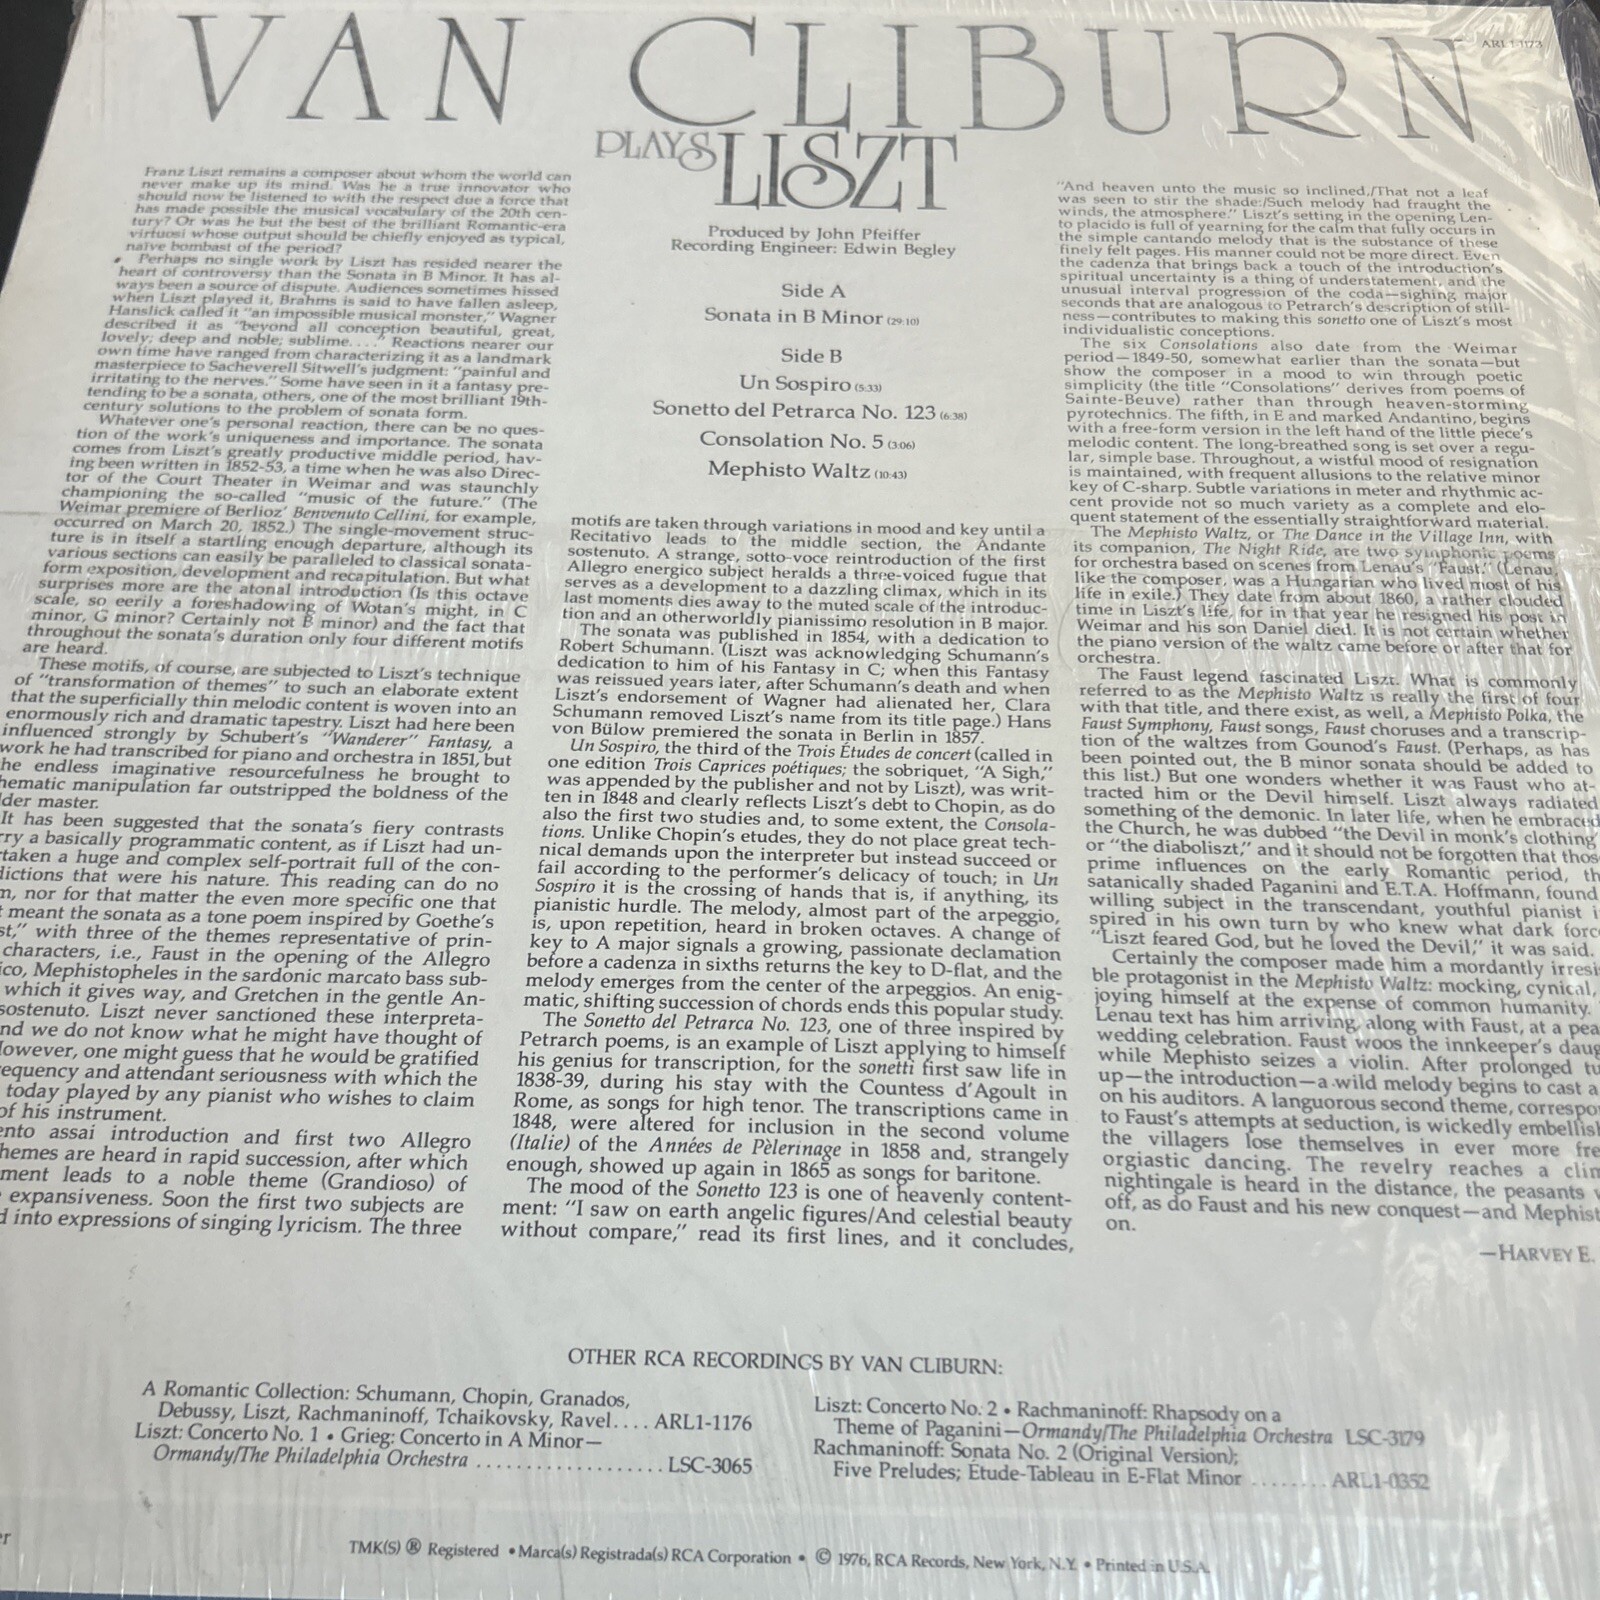 VAN CLIBURN
ARL1-1173
PLAYS LISZT
Franz Liszt remains a composer about whom the world can
never make up its mind. Was he a true innovator who
should now be listened to with the respect due a force that
has made possible the musical vocabulary of the 20th cen-
tury? Or was he but the best of the brilliant Romantic-era
virtuosi whose output should be chiefly enjoyed as typical,
naïve bombast of the period?
Perhaps no single work by Liszt has resided nearer the
heart of controversy than the Sonata in B Minor. It has al-
ways been a source of dispute. Audiences sometimes hissed
when Liszt played it, Brahms is said to have fallen asleep,
Hanslick called it "an impossible musical monster," Wagner
described it as "beyond all conception beautiful, great,
lovely; deep and noble; sublime...." Reactions nearer our
own time have ranged from characterizing it as a landmark
masterpiece to Sacheverell Sitwell's judgment: "painful and
irritating to the nerves." Some have seen in it a fantasy pre-
tending to be a sonata, others, one of the most brilliant 19th-
century solutions to the problem of sonata form.
Whatever one's personal reaction, there can be no ques-
tion of the work's uniqueness and importance. The sonata
comes from Liszt's greatly productive middle period, hav-
ing been written in 1852-53, a time when he was also Direc-
tor of the Court Theater in Weimar and was staunchly
championing the so-called "music of the future." (The
Weimar premiere of Berlioz' Benvenuto Cellini, for example,
occurred on March 20, 1852.) The single-movement struc-
ture is in itself a startling enough departure, although its
various sections can easily be paralleled to classical sonata-
form exposition, development and recapitulation. But what
surprises more are the atonal introduction (Is this octave
scale, so eerily a foreshadowing of Wotan's might, in C
minor, G minor? Certainly not B minor) and the fact that
throughout the sonata's duration only four different motifs
are heard.
These motifs, of course, are subjected to Liszt's technique
of "transformation of themes" to such an elaborate extent
that the superficially thin melodic content is woven into an
enormously rich and dramatic tapestry. Liszt had here been
influenced strongly by Schubert's "Wanderer" Fantasy, a
work he had transcribed for piano and orchestra in 1851, but
he endless imaginative resourcefulness he brought to
hematic manipulation far outstripped the boldness of the
lder master.
It has been suggested that the sonata's fiery contrasts
rry a basically programmatic content, as if Liszt had un-
taken a huge and complex self-portrait full of the con-
dictions that were his nature. This reading can do no
m, nor for that matter the even more specific one that
t meant the sonata as a tone poem inspired by Goethe's
st," with three of the themes representative of prin-
characters, i.e., Faust in the opening of the Allegro
ico, Mephistopheles in the sardonic marcato bass sub-
which it gives way, and Gretchen in the gentle An-
sostenuto. Liszt never sanctioned these interpreta-
nd we do not know what he might have thought of
However, one might guess that he would be gratified
equency and attendant seriousness with which the
today played by any pianist who wishes to claim
of his instrument.
ento assai introduction and first two Allegro
hemes are heard in rapid succession, after which
ment leads to a noble theme (Grandioso) of
expansiveness. Soon the first two subjects are
d into expressions of singing lyricism. The three
Produced by John Pfeiffer
Recording Engineer: Edwin Begley
Side A
Sonata in B Minor (29:10)
Side B
Un Sospiro (5:33)
Sonetto del Petrarca No. 123 (6:38)
Consolation No. 5 (3:06)
Mephisto Waltz (10:43)
motifs are taken through variations in mood and key until a
Recitativo leads to the middle section, the Andante
sostenuto. A strange, sotto-voce reintroduction of the first
Allegro energico subject heralds a three-voiced fugue that
serves as a development to a dazzling climax, which in its
last moments dies away to the muted scale of the introduc-
tion and an otherworldly pianissimo resolution in B major.
The sonata was published in 1854, with a dedication to
Robert Schumann. (Liszt was acknowledging Schumann's
dedication to him of his Fantasy in C; when this Fantasy
was reissued years later, after Schumann's death and when
Liszt's endorsement of Wagner had alienated her, Clara
Schumann removed Liszt's name from its title page.) Hans
von Bülow premiered the sonata in Berlin in 1857.
Un Sospiro, the third of the Trois Études de concert (called in
one edition Trois Caprices poétiques; the sobriquet, "A Sigh,"
was appended by the publisher and not by Liszt), was writ-
ten in 1848 and clearly reflects Liszt's debt to Chopin, as do
also the first two studies and, to some extent, the Consola-
tions. Unlike Chopin's etudes, they do not place great tech-
nical demands upon the interpreter but instead succeed or
fail according to the performer's delicacy of touch; in Un
Sospiro it is the crossing of hands that is, if anything, its
pianistic hurdle. The melody, almost part of the arpeggio,
is, upon repetition, heard in broken octaves. A change of
key to A major signals a growing, passionate declamation
before a cadenza in sixths returns the key to D-flat, and the
melody emerges from the center of the arpeggios. An enig-
matic, shifting succession of chords ends this popular study.
The Sonetto del Petrarca No. 123, one of three inspired by
Petrarch poems, is an example of Liszt applying to himself
his genius for transcription, for the sonetti first saw life in
1838-39, during his stay with the Countess d'Agoult in
Rome, as songs for high tenor. The transcriptions came in
1848, were altered for inclusion in the second volume
(Italie) of the Années de Pèlerinage in 1858 and, strangely
enough, showed up again in 1865 as songs for baritone.
The mood of the Sonetto 123 is one of heavenly content-
ment: "I saw on earth angelic figures/And celestial beauty
without compare," read its first lines, and it concludes,
"And heaven unto the music so inclined,/That not a leaf
was seen to stir the shade:/Such melody had fraught the
winds, the atmosphere." Liszt's setting in the opening Len-
to placido is full of yearning for the calm that fully occurs in
the simple cantando melody that is the substance of these
finely felt pages. His manner could not be more direct. Even
the cadenza that brings back a touch of the introduction's
spiritual uncertainty is a thing of understatement, and the
unusual interval progression of the coda—sighing major
seconds that are analogous to Petrarch's description of still-
ness—contributes to making this sonetto one of Liszt's most
individualistic conceptions.
The six Consolations also date from the Weimar
period—1849-50, somewhat earlier than the sonata—but
show the composer in a mood to win through poetic
simplicity (the title "Consolations" derives from poems of
Sainte-Beuve) rather than through heaven-storming
pyrotechnics. The fifth, in E and marked Andantino, begins
with a free-form version in the left hand of the little piece's
melodic content. The long-breathed song is set over a regu-
lar, simple base. Throughout, a wistful mood of resignation
is maintained, with frequent allusions to the relative minor
key of C-sharp. Subtle variations in meter and rhythmic ac-
cent provide not so much variety as a complete and elo-
quent statement of the essentially straightforward material.
The Mephisto Waltz, or The Dance in the Village Inn, with
its companion, The Night Ride, are two symphonic poems
for orchestra based on scenes from Lenau's "Faust." (Lenau,
like the composer, was a Hungarian who lived most of his
life in exile.) They date from about 1860, a rather clouded
time in Liszt's life, for in that year he resigned his post in
Weimar and his son Daniel died. It is not certain whether
the piano version of the waltz came before or after that for
orchestra.
The Faust legend fascinated Liszt. What is commonly
referred to as the Mephisto Waltz is really the first of four
with that title, and there exist, as well, a Mephisto Polka, the
Faust Symphony, Faust songs, Faust choruses and a transcrip-
tion of the waltzes from Gounod's Faust. (Perhaps, as has
been pointed out, the B minor sonata should be added to
this list.) But one wonders whether it was Faust who at-
tracted him or the Devil himself. Liszt always radiated
something of the demonic. In later life, when he embraced
the Church, he was dubbed "the Devil in monk's clothing"
or "the diaboliszt," and it should not be forgotten that thos
prime influences on the early Romantic period, th
satanically shaded Paganini and E.T.A. Hoffmann, found
willing subject in the transcendant, youthful pianist i
spired in his own turn by who knew what dark forc
"Liszt feared God, but he loved the Devil," it was said.
Certainly the composer made him a mordantly irresi
ble protagonist in the Mephisto Waltz: mocking, cynical,
joying himself at the expense of common humanity.
Lenau text has him arriving, along with Faust, at a pea
wedding celebration. Faust woos the innkeeper's daug
while Mephisto seizes a violin. After prolonged tu
up—the introduction—a wild melody begins to cast a
on his auditors. A languorous second theme, correspo
to Faust's attempts at seduction, is wickedly embellish
the villagers lose themselves in ever more fre
orgiastic dancing. The revelry reaches a clim
nightingale is heard in the distance, the peasants w
off, as do Faust and his new conquest—and Mephist
on.
—HARVEY E.
OTHER RCA RECORDINGS BY VAN CLIBURN:
A Romantic Collection: Schumann, Chopin, Granados,
Debussy, Liszt, Rachmaninoff, Tchaikovsky, Ravel.... ARL1-1176
Liszt: Concerto No. 1 • Grieg: Concerto in A Minor—
Ormandy/The Philadelphia Orchestra ................... LSC-3065
Liszt: Concerto No. 2 • Rachmaninoff: Rhapsody on a
Theme of Paganini—Ormandy/The Philadelphia Orchestra LSC-3179
Rachmaninoff: Sonata No. 2 (Original Version);
Five Preludes; Etude-Tableau in E-Flat Minor ........ ARL1-0352
er
TMK(S) ® Registered • Marca(s) Registrada(s) RCA Corporation • © 1976, RCA Records, New York, N.Y. • Printed in U.S.A.